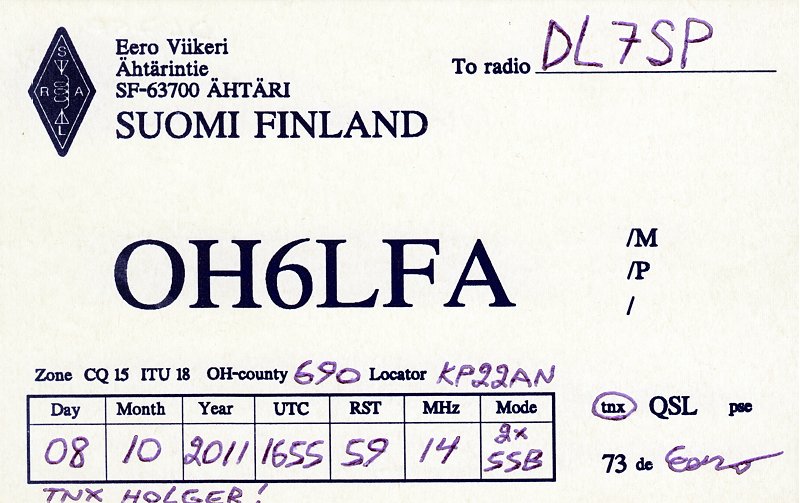 S
R A
L
Eero Viikeri
Ähtärintie
SF-63700 ÄHTÄRI
SUOMI FINLAND
To radio DL7SP
OH6LFA
/M
/P
/
Zone CQ 15 ITU 18 OH-county 690 Locator KP22AN
Day Month Year UTC RST MHz Mode
08 10 2011 1655 59 14 2x SSB
tnx QSL pse
73 de Eero
TNX HOLGER!